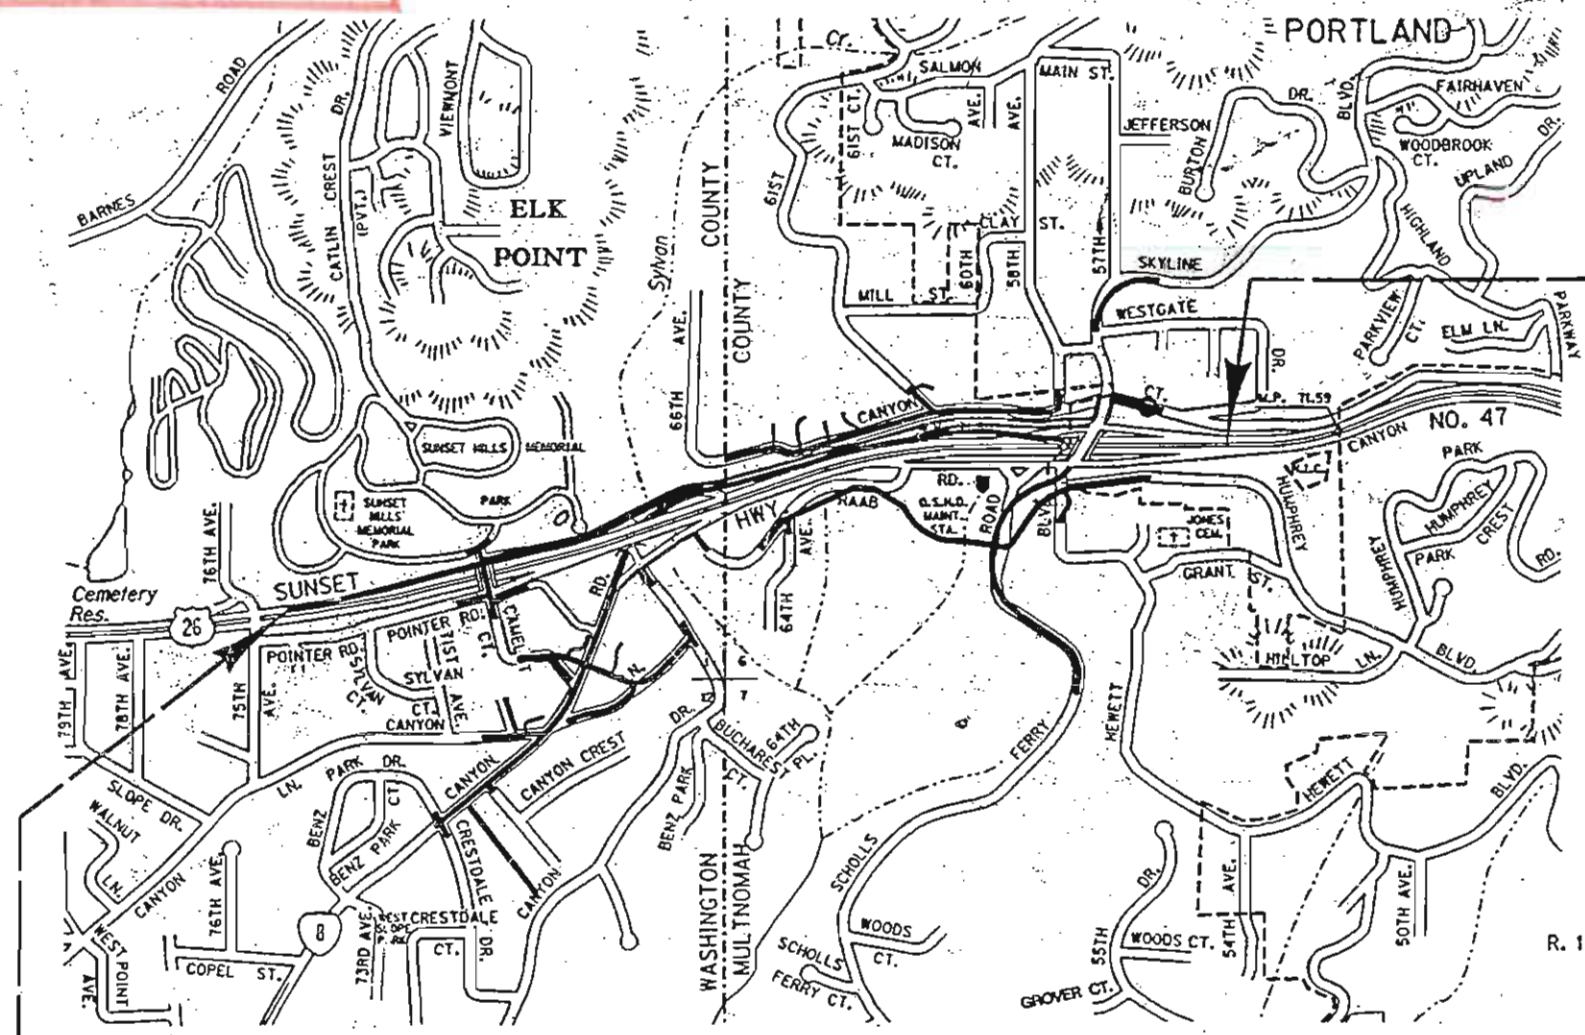 PORTLAND
Cr.
SALMON
MAIN ST.
BLVD.
FAIRHAVEN
ROAD
DR.
VIEWMONT
61ST CT.
AVE.
AVE.
DR.
JEFFERSON
MADISON
CT.
WOODBROOK
CT.
DR.
BURTON
UPLAND
BARNES
CATLIN CREST
(PVT.)
ELK
POINT
61ST
COUNTY
COUNTY
Sylvan
CLAY ST.
60TH
58TH
57TH
HIGHLAND
SKYLINE
MILL ST.
WESTGATE
DR.
PARKVIEW
CT.
ELM LN.
PARKWAY
66TH AVE.
CANYON
CT.
M.P. 71.59
CANYON
NO. 47
SUNSET HILLS
MEMORIAL
PARK
SUNSET
HILLS
MEMORIAL
PARK
HWY
RAAB
RD.
O.S.H.D.
MAINT.
STA.
ROAD
BLVD
HUMPHREY
PARK
HUMPHREY
CREST
PARK
RD.
JONES
CEM.
GRANT ST.
HUMPHREY
BLVD.
76TH AVE.
Cemetery
Res.
26
SUNSET
RD.
AVE.
64TH
POINTER RD.
CAMELOT
CT.
POINTER RD.
SYLVAN
CT.
71ST
AVE.
SYLVAN
CT.
LN.
6
7
79TH AVE.
78TH AVE.
75TH
AVE.
HILLTOP
LN.
CANYON
LN.
DR.
BUCHAREST
CT.
64TH
PL.
FERRY
HEWETT
HEWETT
BLVD.
SLOPE DR.
WALNUT
LN.
PARK DR.
CT.
BENZ
BENZ PARK
CANYON
CANYON CREST
BENZ PARK
CRESTDALE
DR.
CANYON
CANYON
76TH AVE.
8
73RD AVE.
WEST
CRESTDALE
CT.
WEST POINT
AVE.
COPEL ST.
WASHINGTON
MULTNOMAH
SCHOLLS
SCHOLLS
FERRY CT.
WOODS
CT.
DR.
55TH
WOODS CT.
54TH
AVE.
50TH AVE.
GROVER CT.
R. 1